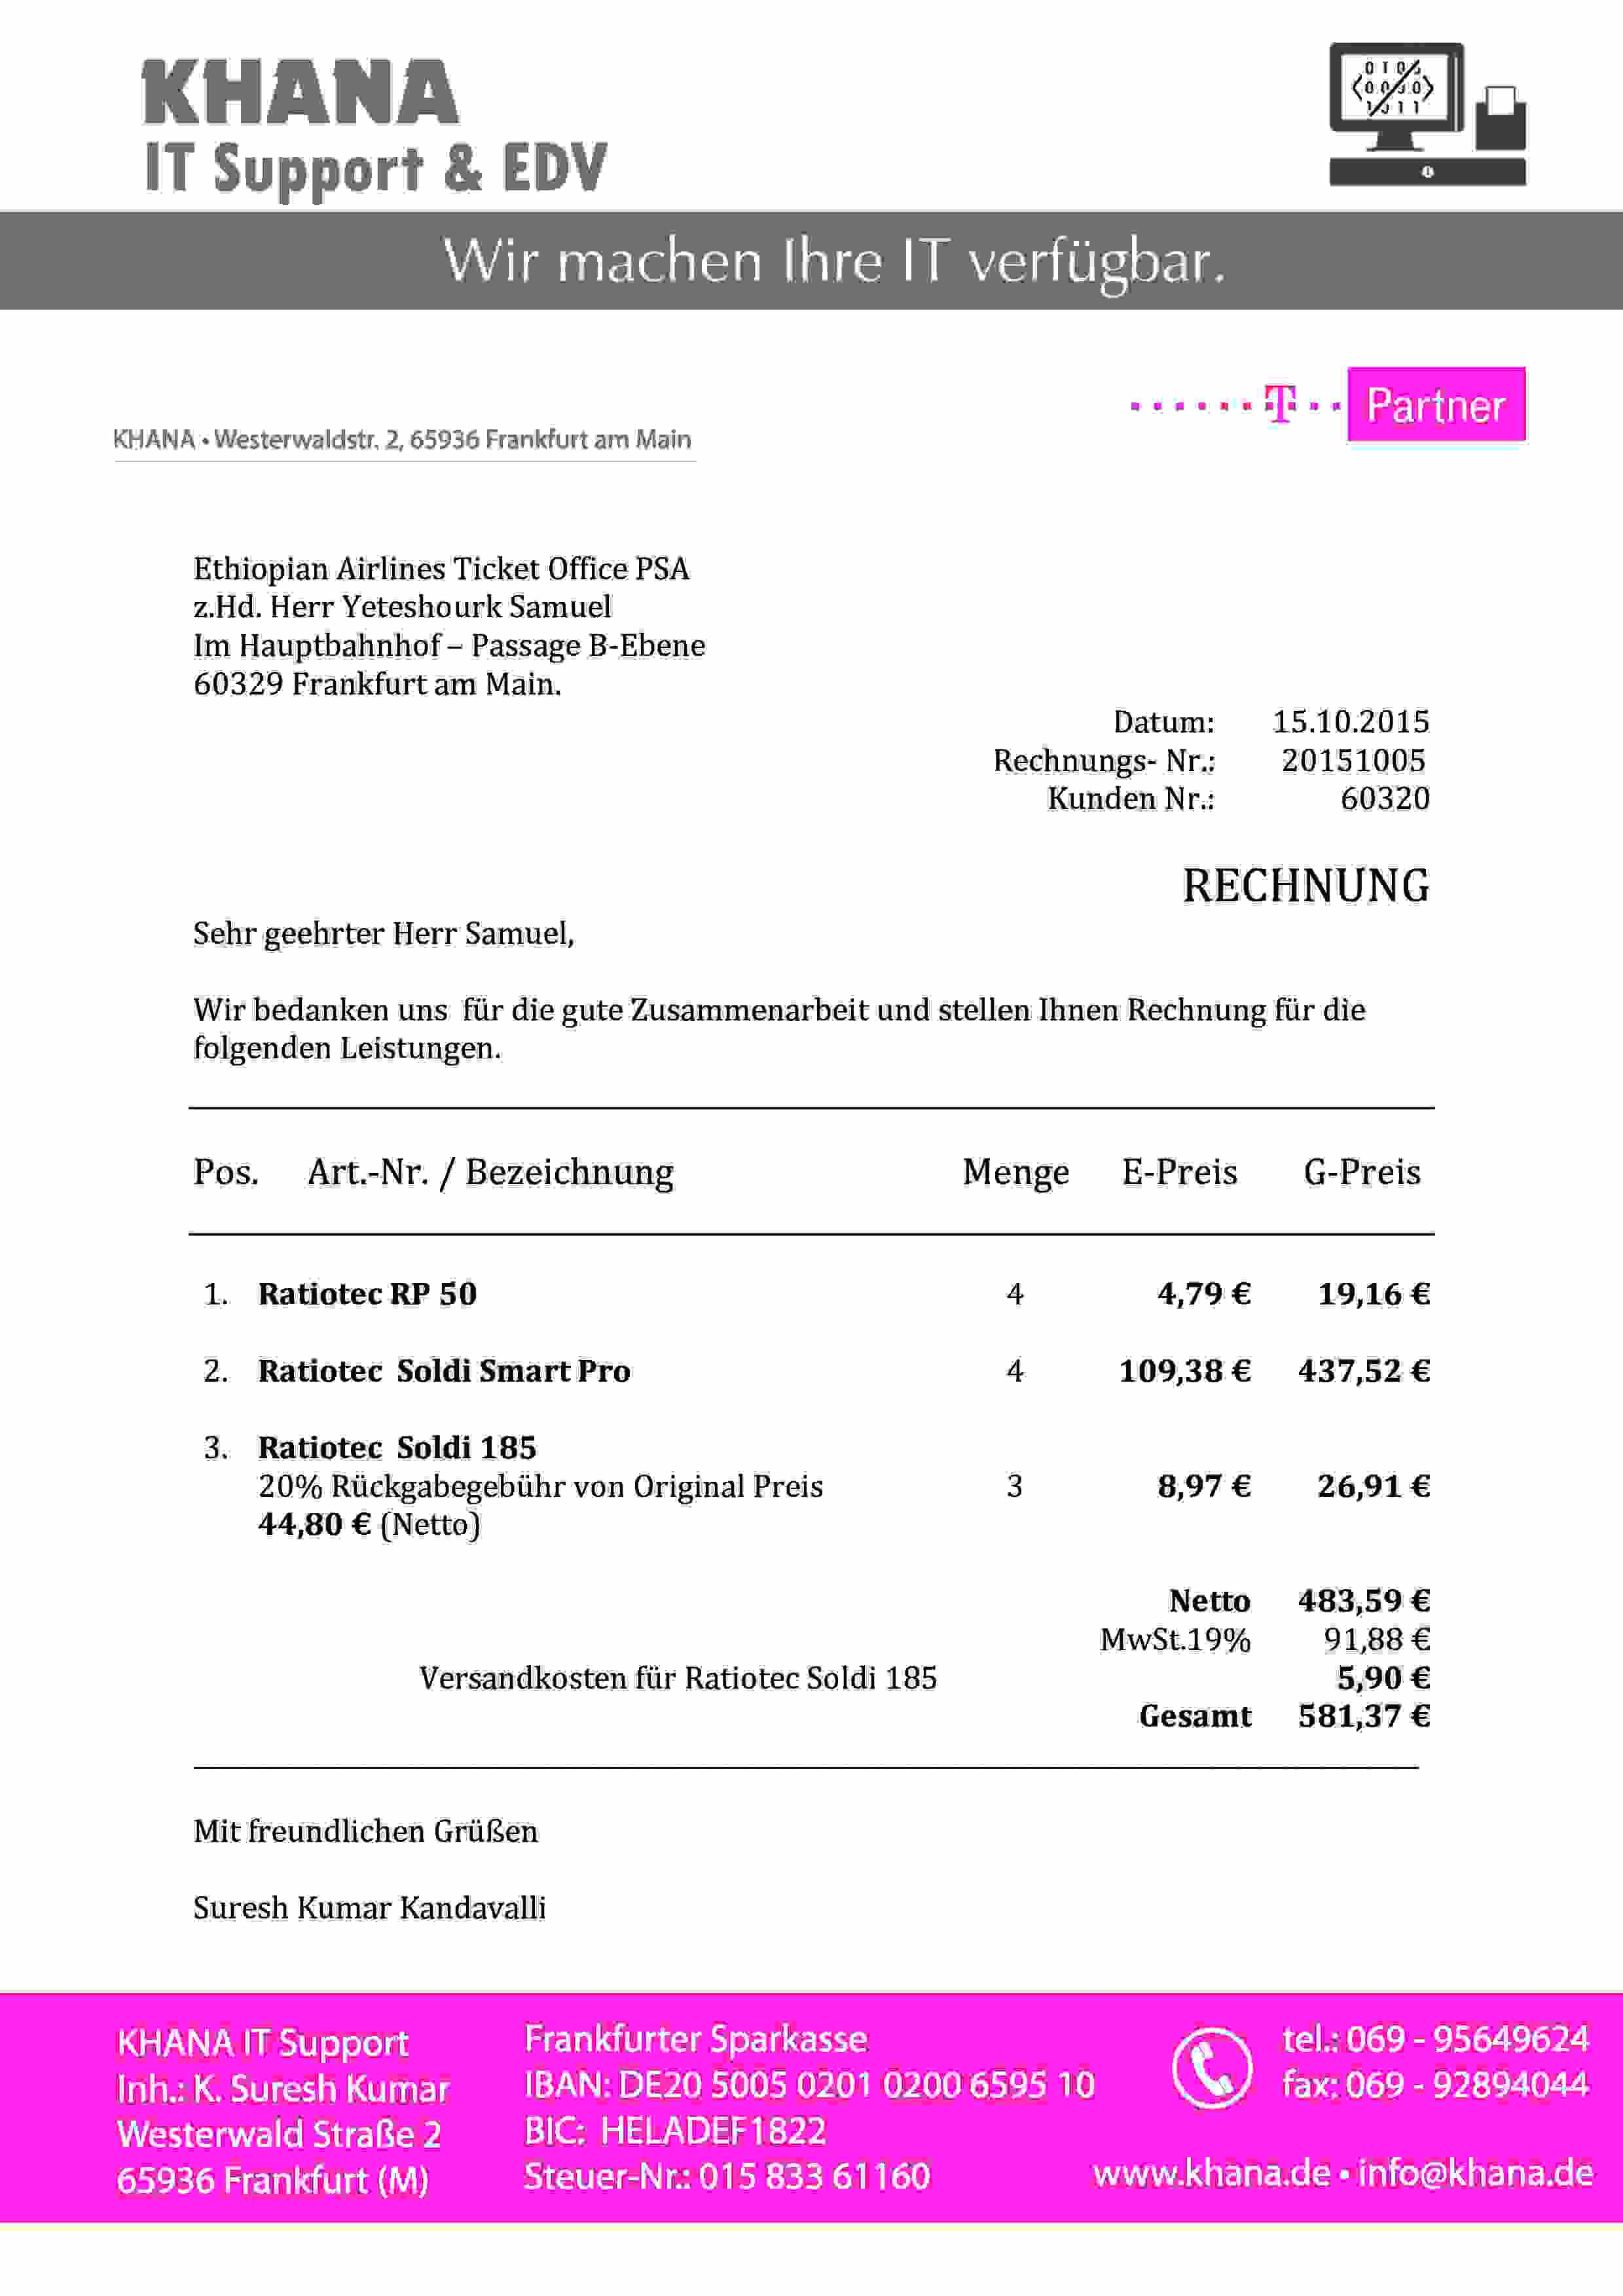 KHANA
IT Support & EDV
Wir machen Ihre IT verfügbar.
T Partner
KHANA • Westerwaldstr. 2, 65936 Frankfurt am Main
Ethiopian Airlines Ticket Office PSA
z.Hd. Herr Yeteshourk Samuel
Im Hauptbahnhof – Passage B-Ebene
60329 Frankfurt am Main.
Datum: 15.10.2015
Rechnungs- Nr.: 20151005
Kunden Nr.: 60320
RECHNUNG
Sehr geehrter Herr Samuel,
Wir bedanken uns für die gute Zusammenarbeit und stellen Ihnen Rechnung für die
folgenden Leistungen.
Pos. Art.-Nr. / Bezeichnung Menge E-Preis G-Preis
1. Ratiotec RP 50 4 4,79 € 19,16 €
2. Ratiotec Soldi Smart Pro 4 109,38 € 437,52 €
3. Ratiotec Soldi 185
20% Rückgabegebühr von Original Preis 3 8,97 € 26,91 €
44,80 € (Netto)
Netto 483,59 €
MwSt.19% 91,88 €
Versandkosten für Ratiotec Soldi 185 5,90 €
Gesamt 581,37 €
Mit freundlichen Grüßen
Suresh Kumar Kandavalli
KHANA IT Support
Inh.: K. Suresh Kumar
Westerwald Straße 2
65936 Frankfurt (M)
Frankfurter Sparkasse
IBAN: DE20 5005 0201 0200 6595 10
BIC: HELADEF1822
Steuer-Nr.: 015 833 61160
tel.: 069 - 95649624
fax: 069 - 92894044
www.khana.de • info@khana.de